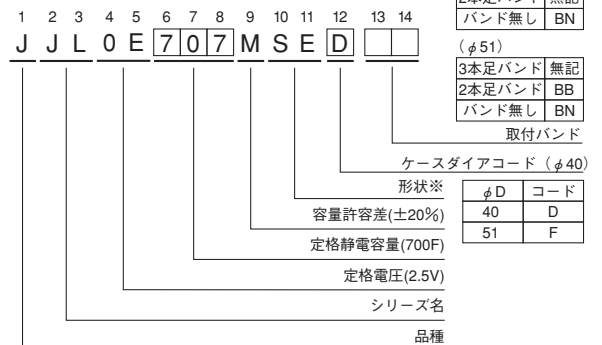 1 2 3 4 5 6 7 8 9 10 11 12 13 14
J J L 0 E 7 0 7 M S E D
2本足バンド 無記
バンド無し BN
(φ51)
3本足バンド 無記
2本足バンド BB
バンド無し BN
取付バンド
ケースダイアコード (φ40)
形状※
φD コード
40 D
51 F
容量許容差(±20%)
定格静電容量(700F)
定格電圧(2.5V)
シリーズ名
品種